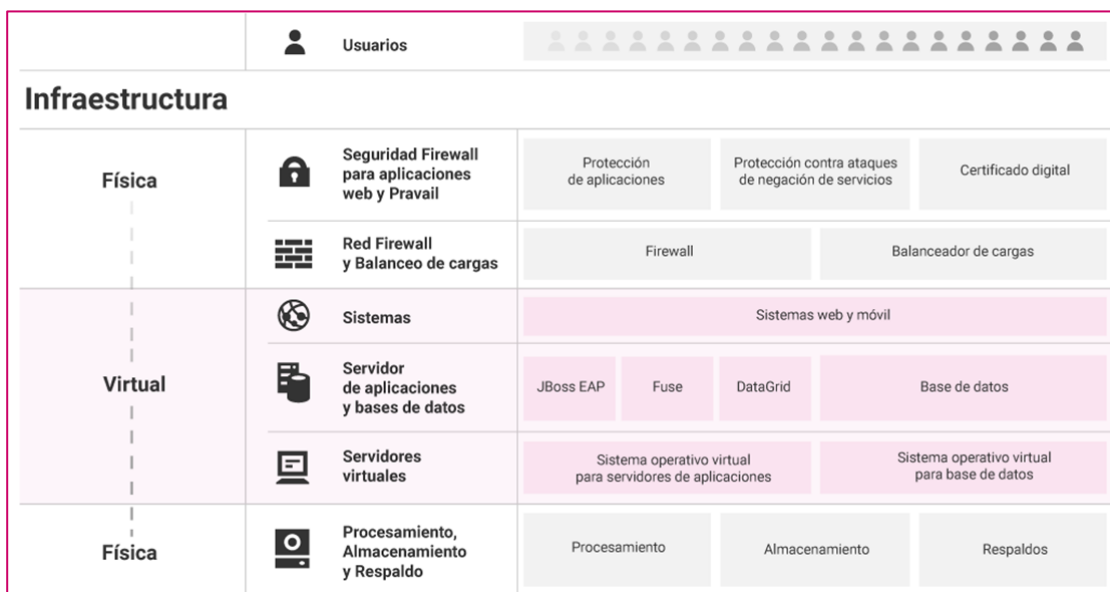 Usuarios
Infraestructura
Física
Seguridad Firewall
para aplicaciones
web y Pravail
Protección
de aplicaciones
Protección contra ataques
de negación de servicios
Certificado digital
Red Firewall
y Balanceo de cargas
Firewall
Balanceador de cargas
Virtual
Sistemas
Sistemas web y móvil
Servidor
de aplicaciones
y bases de datos
JBoss EAP
Fuse
DataGrid
Base de datos
Servidores
virtuales
Sistema operativo virtual
para servidores de aplicaciones
Sistema operativo virtual
para base de datos
Física
Procesamiento,
Almacenamiento
y Respaldo
Procesamiento
Almacenamiento
Respaldos